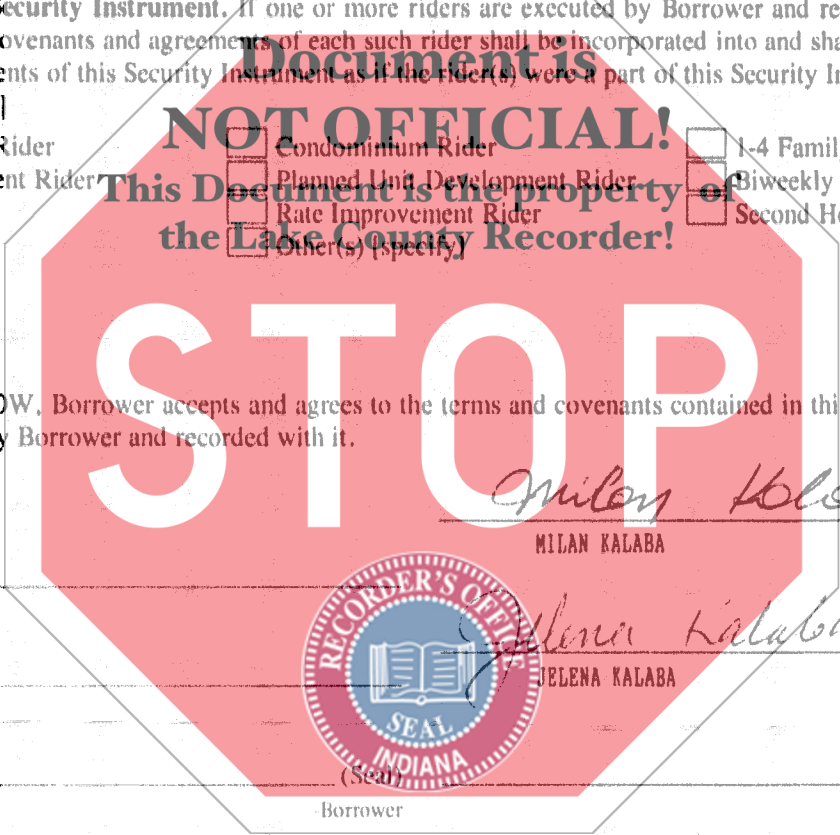 Security Instrument. If one or more riders are executed by Borrower and re
ovenants and agreements of each such rider shall be incorporated into and sha
ents of this Security Instrument as if the rider(s) were a part of this Security In
]
Document is
NOT OFFICIAL!
This Document is the property of
the Lake County Recorder!
Rider
Condominium Rider
1-4 Famil
ent Rider
Planned Unit Development Rider
Biweekly
Rate Improvement Rider
Second Ho
Other(s) [specify]
STOP
OW, Borrower accepts and agrees to the terms and covenants contained in thi
y Borrower and recorded with it.
Milan Kala
MILAN KALABA
Jelena Kalaba
JELENA KALABA
RECORDER'S OFFICE
SEAL
INDIANA
(Seal)
-Borrower